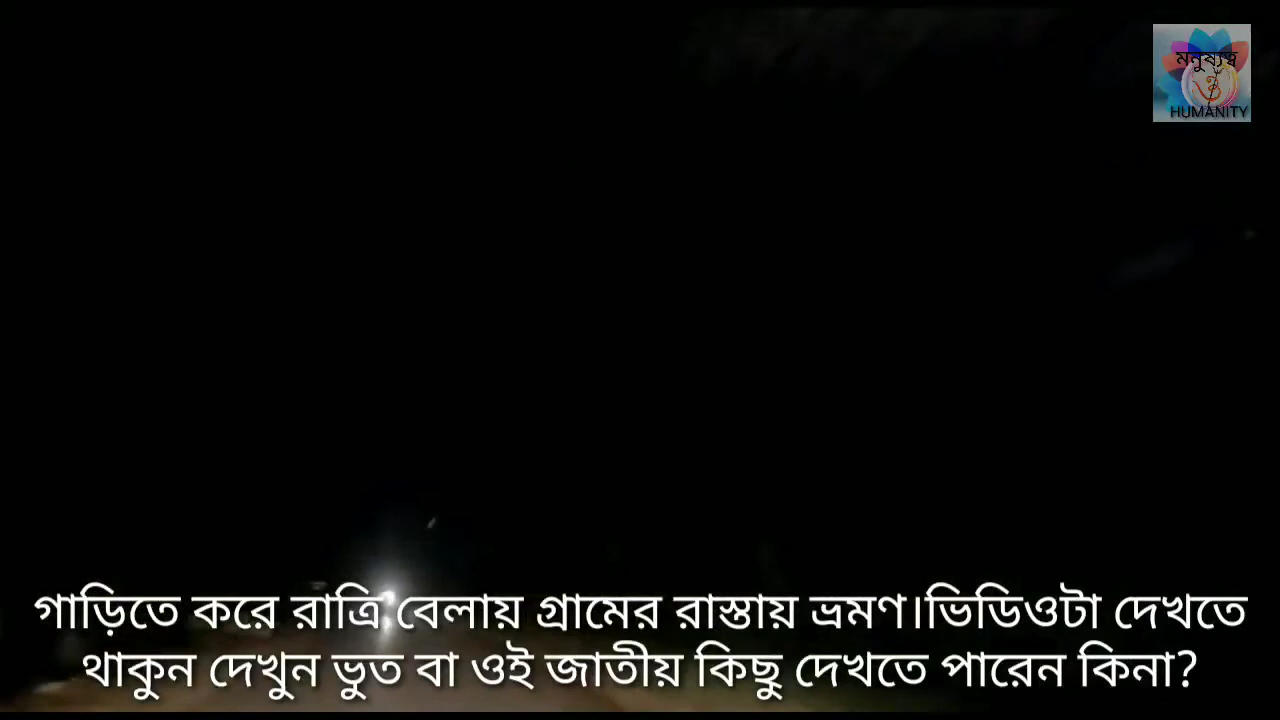 মনুষ্যত্ব
HUMANITY
গাড়িতে করে রাত্রি বেলায় গ্রামের রাস্তায় ভ্রমণ।ভিডিওটা দেখতে
থাকুন দেখুন ভুত বা ওই জাতীয় কিছু দেখতে পারেন কিনা?